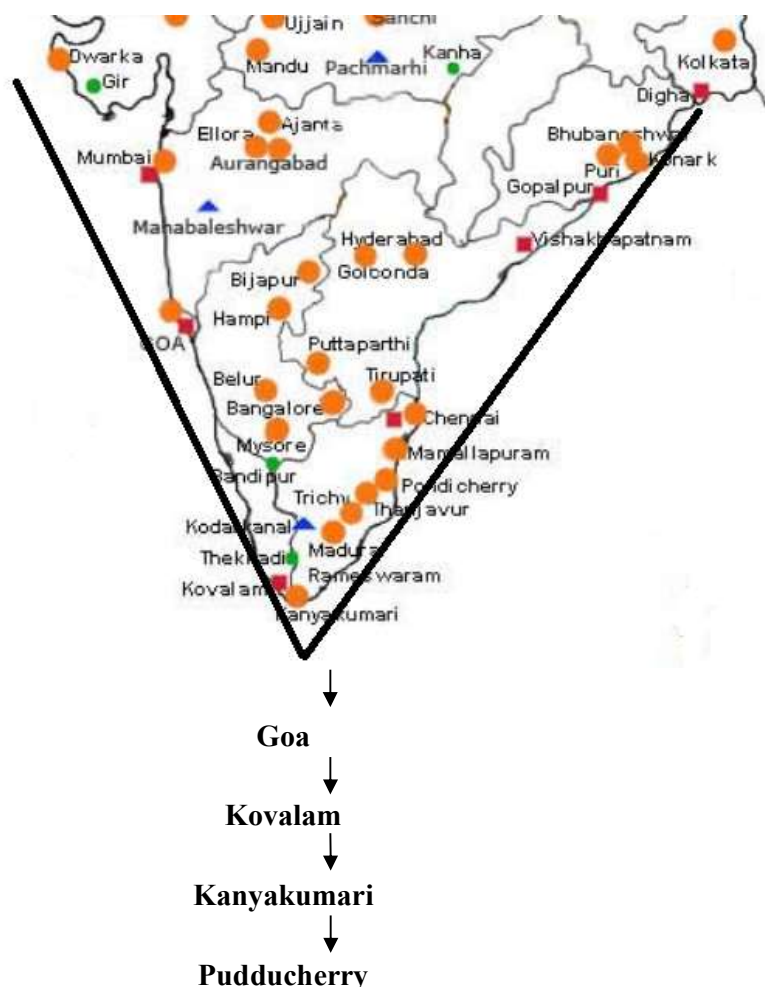 Ujjain
Sanchi
Dwarka
Mandu
Pachmarhi
Kanha
Kolkata
Gir
Digha
Ellora
Ajanta
Bhubaneshwar
Mumbai
Aurangabad
Puri
Konark
Gopalpur
Mahabaleshwar
Hyderabad
Vishakhapatnam
Bijapur
Golconda
Hampi
GOA
Puttaparthi
Belur
Tirupati
Bangalore
Chennai
Mysore
Mamallapuram
Bandipur
Pondicherry
Trichy
Thanjavur
Kodaikanal
Madurai
Thekkadi
Rameswaram
Kovalam
Kanyakumari
Goa
Kovalam
Kanyakumari
Pudducherry